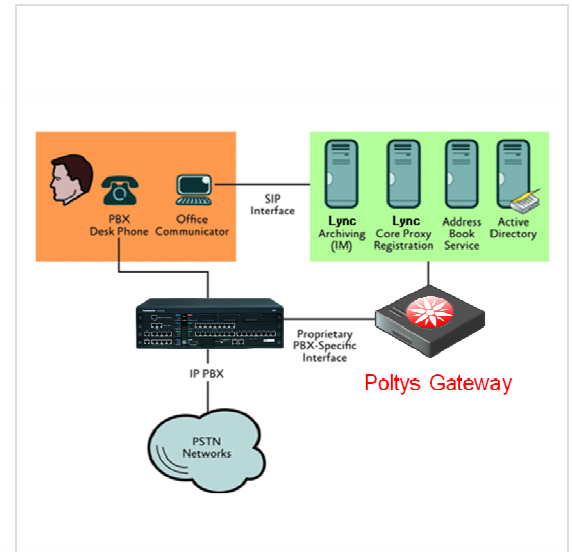 PBX
Desk Phone
Office
Communicator
SIP
Interface
Lync
Archiving
(IM)
Lync
Core Proxy
Registration
Address
Book
Service
Active
Directory
Proprietary
PBX-Specific
Interface
IP PBX
Poltys Gateway
PSTN
Networks